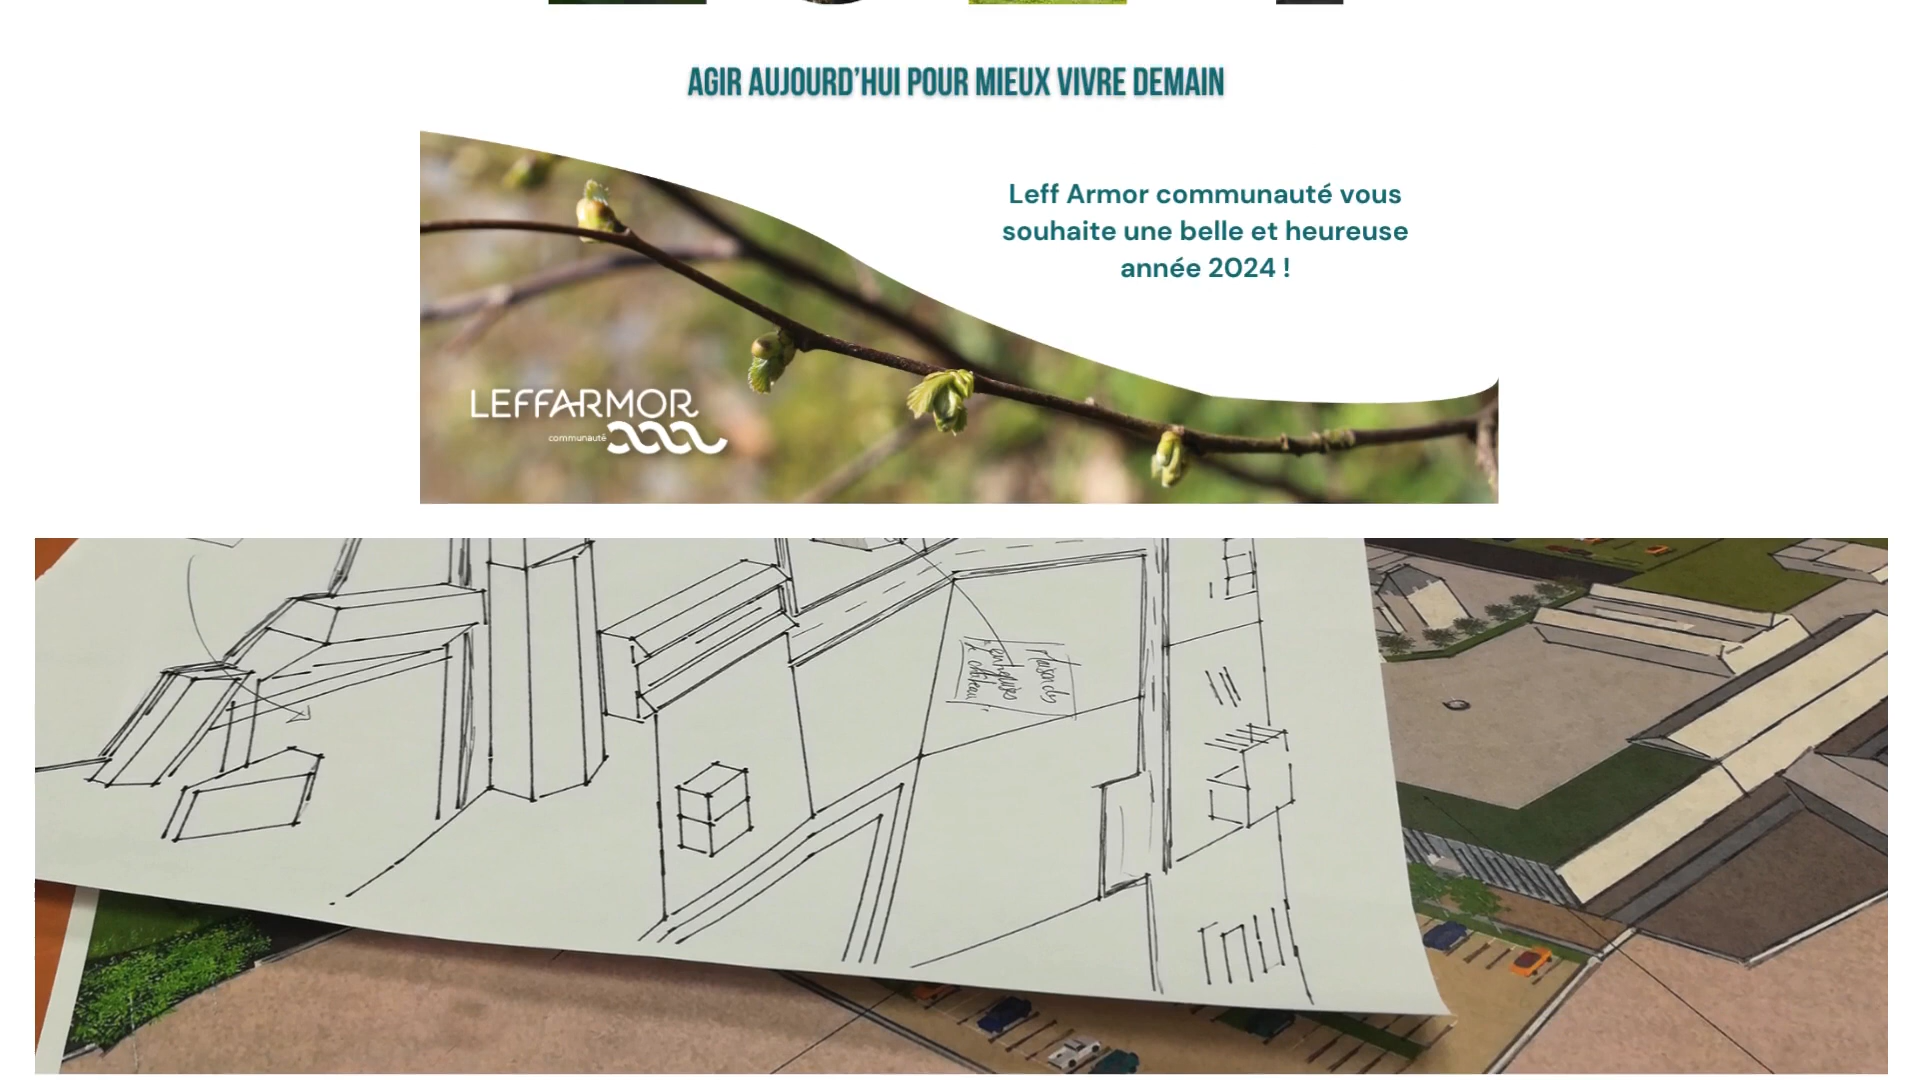 AGIR AUJOURD'HUI POUR MIEUX VIVRE DEMAIN
Leff Armor communauté vous
souhaite une belle et heureuse
année 2024 !
LEFFARMOR
communauté